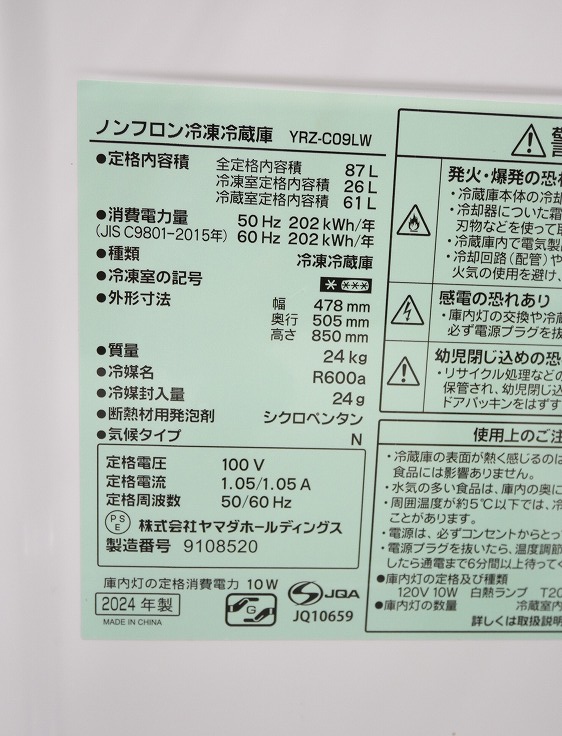 ノンフロン冷凍冷蔵庫 YRZ-C09LW
●定格内容積 全定格内容積 87 L
冷凍室定格内容積 26 L
冷蔵室定格内容積 61 L
●消費電力量 50 Hz 202 kWh/年
(JIS C9801-2015年) 60 Hz 202 kWh/年
●種類 冷凍冷蔵庫
●冷凍室の記号
●外形寸法 幅 478 mm
奥行 505 mm
高さ 850 mm
●質量 24 kg
●冷媒名 R600a
●冷媒封入量 24 g
●断熱材用発泡剤 シクロペンタン
●気候タイプ N
定格電圧 100 V
定格電流 1.05/1.05 A
定格周波数 50/60 Hz
PSE 株式会社ヤマダホールディングス
製造番号 9108520
庫内灯の定格消費電力 10 W
2024 年製
MADE IN CHINA
G
JQA
JQ10659
発火・爆発の恐れ
・冷蔵庫本体の冷却
・冷却器についた霜
刃物などを使って取
・冷蔵庫内で電気製品
・冷却回路(配管)や
火気の使用を避け、
感電の恐れあり
・庫内灯の交換や冷蔵
必ず電源プラグを抜
幼児閉じ込めの恐
・リサイクル処理などの
保管され、幼児閉じ込
ドアパッキンをはずす
使用上のご注
・冷蔵庫の表面が熱く感じるのは
食品には影響ありません。
・水気の多い食品は、庫内の奥に
・周囲温度が約5℃以下では、冷
ことがあります。
・電源は、必ずコンセントからとっ
・電源プラグを抜いたら、温度調節
したら通電まで6分間以上待ってく
●庫内灯の定格及び種類
120V 10W 白熱ランプ T20
●庫内灯の数量 冷蔵室内
詳しくは取扱説明